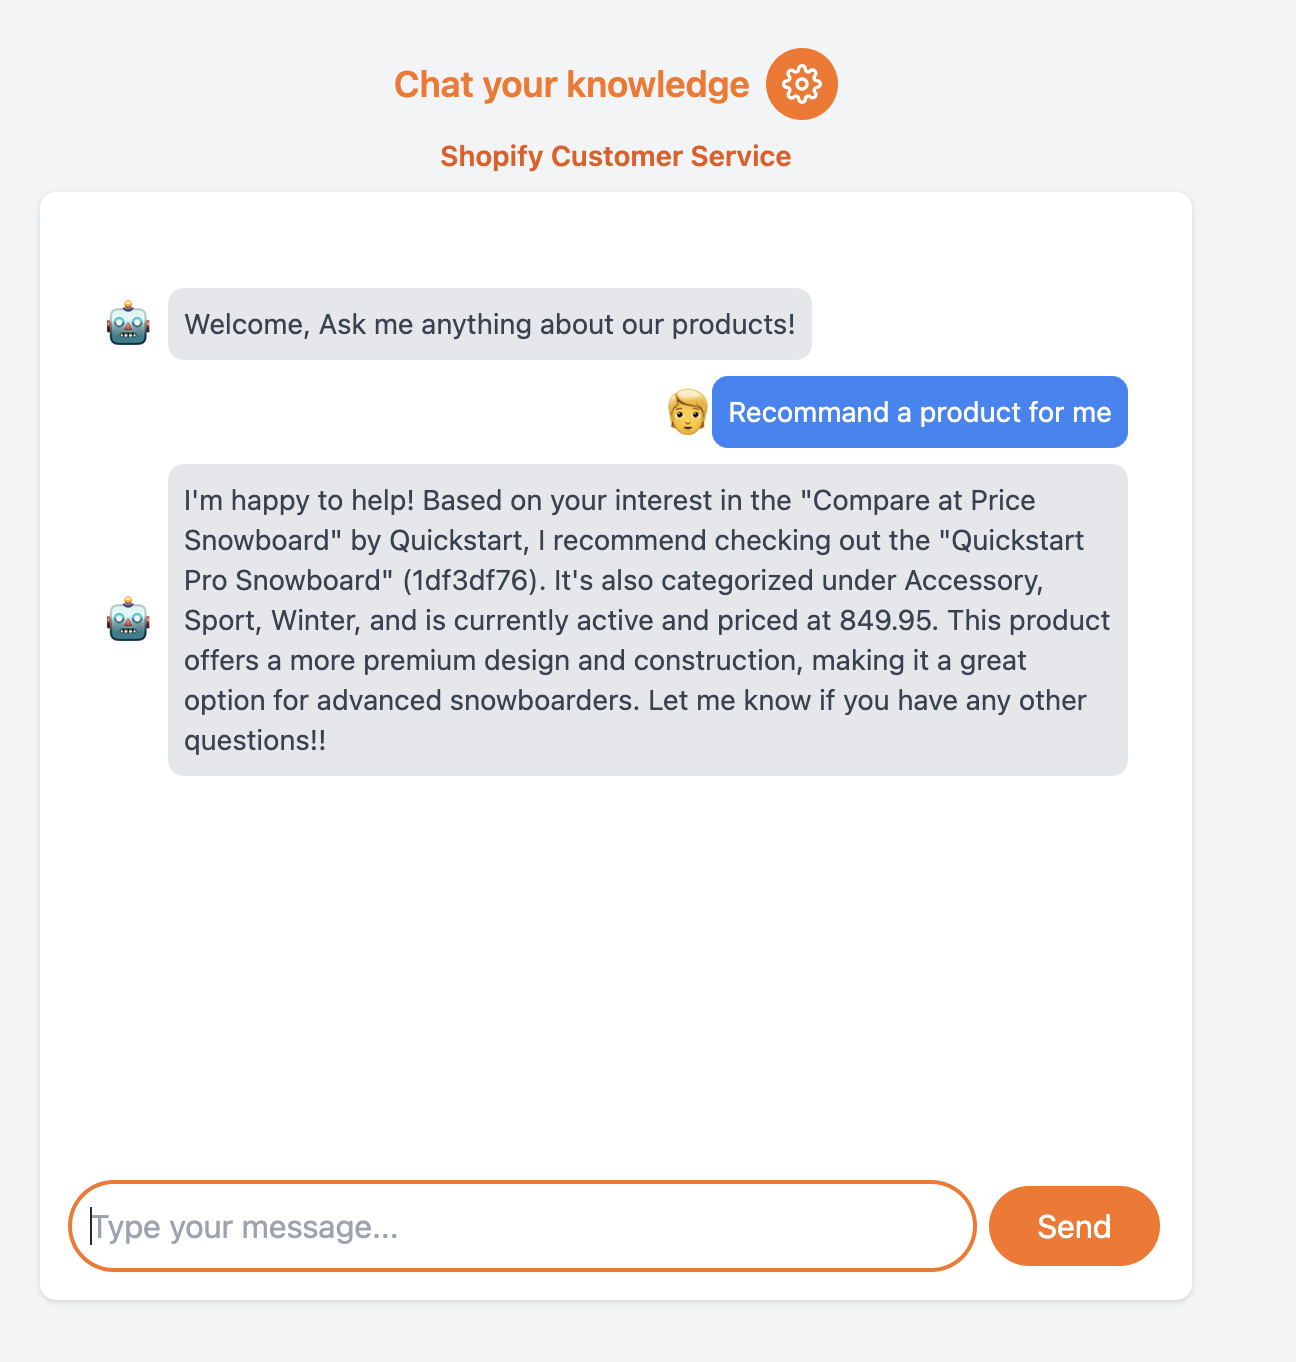 Chat your knowledge
Shopify Customer Service
Welcome, Ask me anything about our products!
Recommand a product for me
I'm happy to help! Based on your interest in the "Compare at Price
Snowboard" by Quickstart, I recommend checking out the "Quickstart
Pro Snowboard" (1df3df76). It's also categorized under Accessory,
Sport, Winter, and is currently active and priced at 849.95. This product
offers a more premium design and construction, making it a great
option for advanced snowboarders. Let me know if you have any other
questions!!
Type your message...
Send